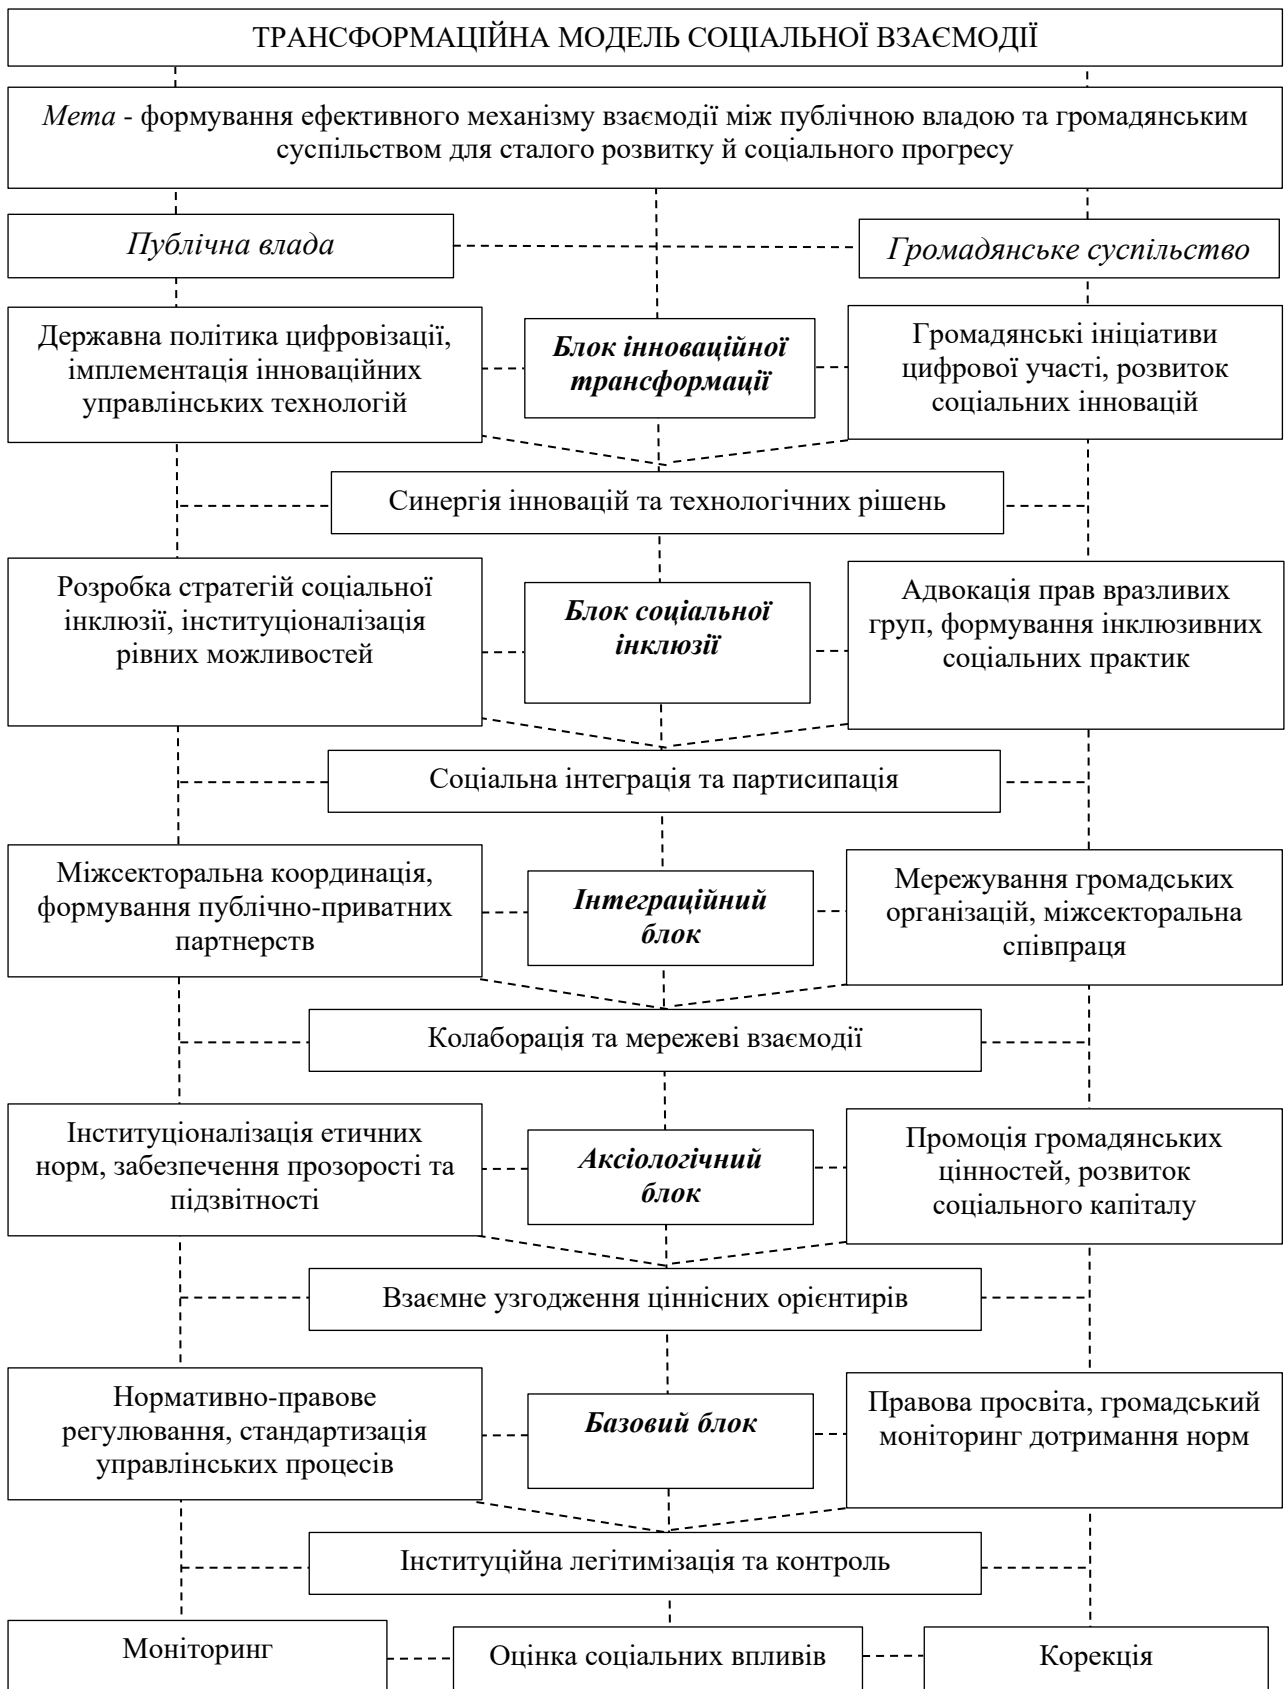 ТРАНСФОРМАЦІЙНА МОДЕЛЬ СОЦІАЛЬНОЇ ВЗАЄМОДІЇ
Мета - формування ефективного механізму взаємодії між публічною владою та громадянським
суспільством для сталого розвитку й соціального прогресу
Публічна влада
Громадянське суспільство
Державна політика цифровізації,
імплементація інноваційних
управлінських технологій
Блок інноваційної
трансформації
Громадянські ініціативи
цифрової участі, розвиток
соціальних інновацій
Синергія інновацій та технологічних рішень
Розробка стратегій соціальної
інклюзії, інституціоналізація
рівних можливостей
Блок соціальної
інклюзії
Адвокація прав вразливих
груп, формування інклюзивних
соціальних практик
Соціальна інтеграція та партисипація
Міжсекторальна координація,
формування публічно-приватних
партнерств
Інтеграційний
блок
Мережування громадських
організацій, міжсекторальна
співпраця
Колаборація та мережеві взаємодії
Інституціоналізація етичних
норм, забезпечення прозорості та
підзвітності
Аксіологічний
блок
Промоція громадянських
цінностей, розвиток
соціального капіталу
Взаємне узгодження ціннісних орієнтирів
Нормативно-правове
регулювання, стандартизація
управлінських процесів
Базовий блок
Правова просвіта, громадський
моніторинг дотримання норм
Інституційна легітимізація та контроль
Моніторинг
Оцінка соціальних впливів
Корекція